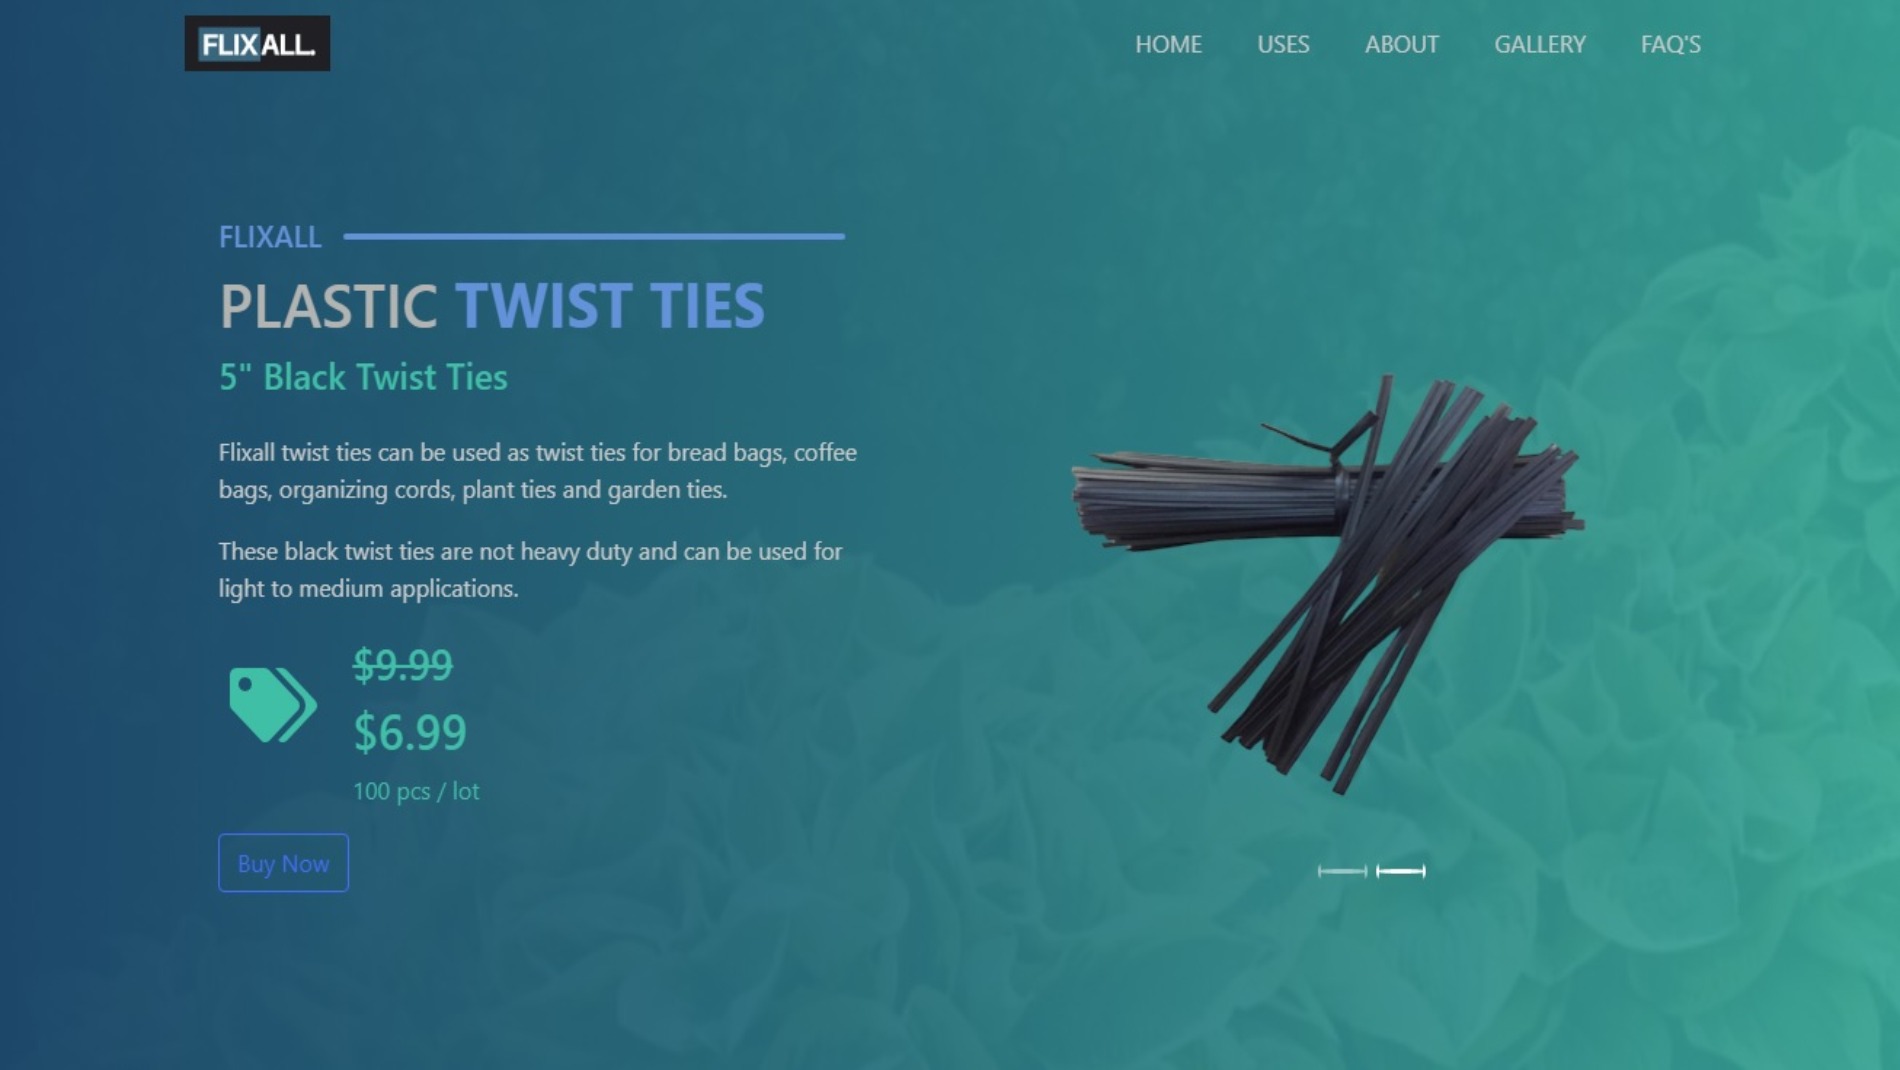 FLIXALL.
HOME USES ABOUT GALLERY FAQ'S
FLIXALL
PLASTIC TWIST TIES
5" Black Twist Ties
Flixall twist ties can be used as twist ties for bread bags, coffee
bags, organizing cords, plant ties and garden ties.
These black twist ties are not heavy duty and can be used for
light to medium applications.
$9.99
$6.99
100 pcs / lot
Buy Now